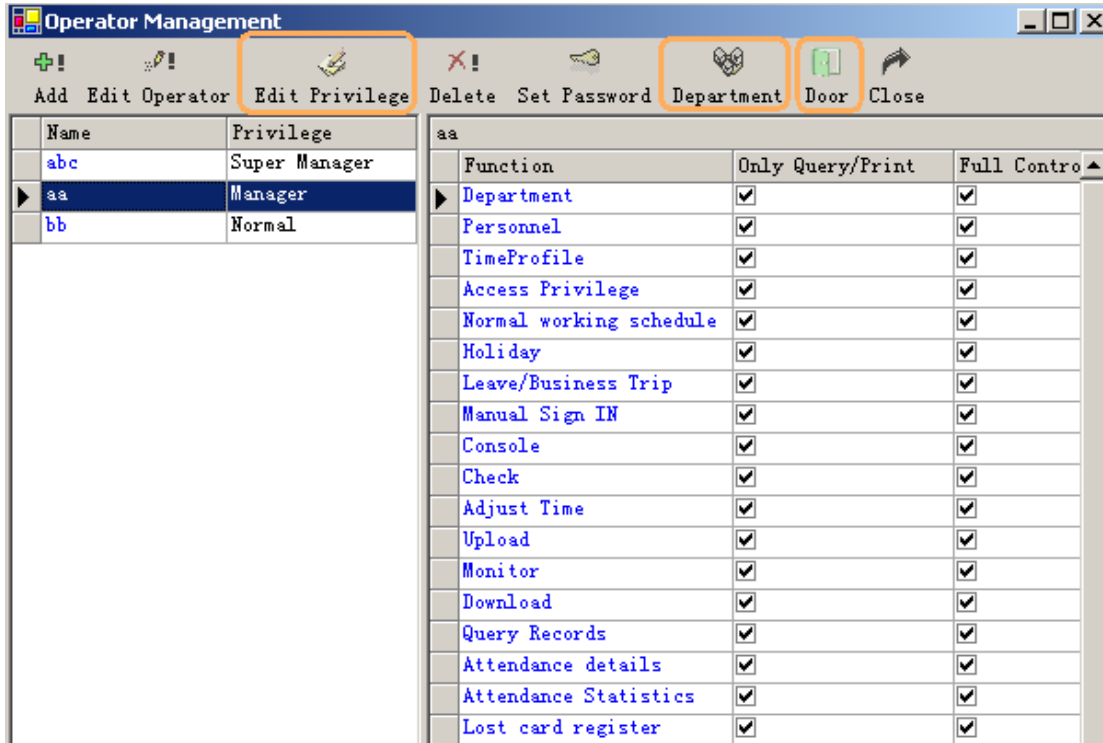 Operator Management
Add Edit Operator Edit Privilege Delete Set Password Department Door Close
Name Privilege
abc Super Manager
aa Manager
bb Normal
aa
Function Only Query/Print Full Contro
Department
Personnel
TimeProfile
Access Privilege
Normal working schedule
Holiday
Leave/Business Trip
Manual Sign IN
Console
Check
Adjust Time
Upload
Monitor
Download
Query Records
Attendance details
Attendance Statistics
Lost card register